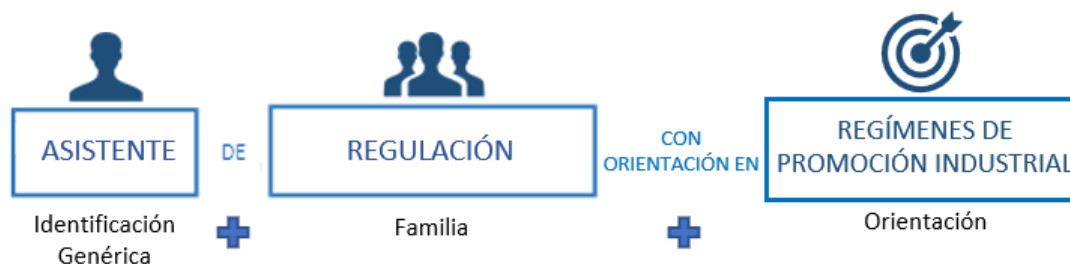 ASISTENTE
DE
REGULACIÓN
CON
ORIENTACIÓN EN
REGÍMENES DE
PROMOCIÓN INDUSTRIAL
Identificación
Genérica
Familia
Orientación